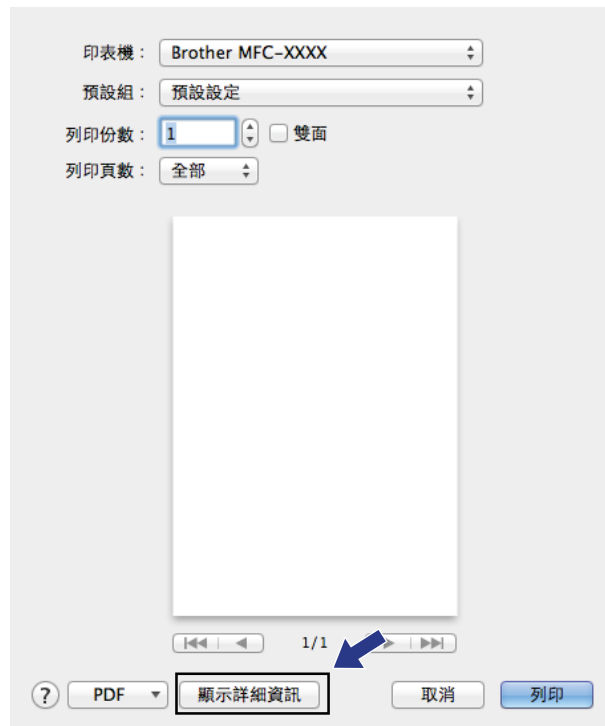 印表機： Brother MFC-XXXX
預設組： 預設設定
列印份數： 1 雙面
列印頁數： 全部
1/1
? PDF 顯示詳細資訊 取消 列印